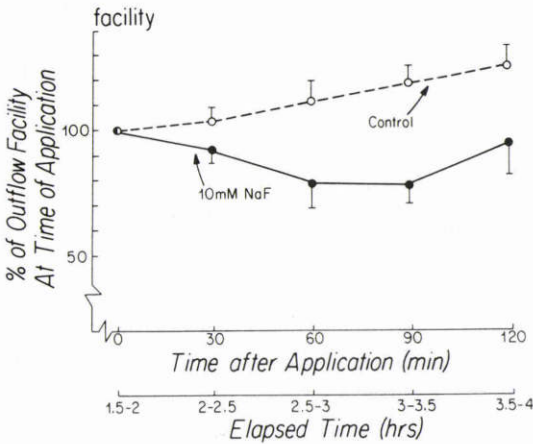 facility
% of Outflow Facility
At Time of Application
100
50
Control
10mM NaF
0 30 60 90 120
Time after Application (min)
1.5-2 2-2.5 2.5-3 3-3.5 3.5-4
Elapsed Time (hrs)